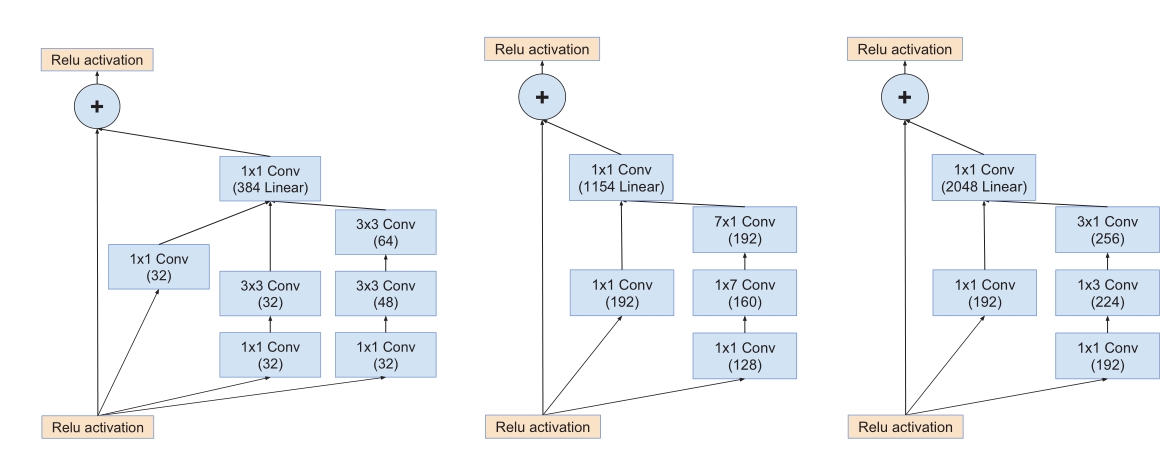 Relu activation
+
1x1 Conv
(384 Linear)
3x3 Conv
(64)
1x1 Conv
(32)
3x3 Conv
(32)
3x3 Conv
(48)
1x1 Conv
(32)
1x1 Conv
(32)
Relu activation
Relu activation
+
1x1 Conv
(1154 Linear)
7x1 Conv
(192)
1x1 Conv
(192)
1x7 Conv
(160)
1x1 Conv
(128)
Relu activation
Relu activation
+
1x1 Conv
(2048 Linear)
3x1 Conv
(256)
1x1 Conv
(192)
1x3 Conv
(224)
1x1 Conv
(192)
Relu activation